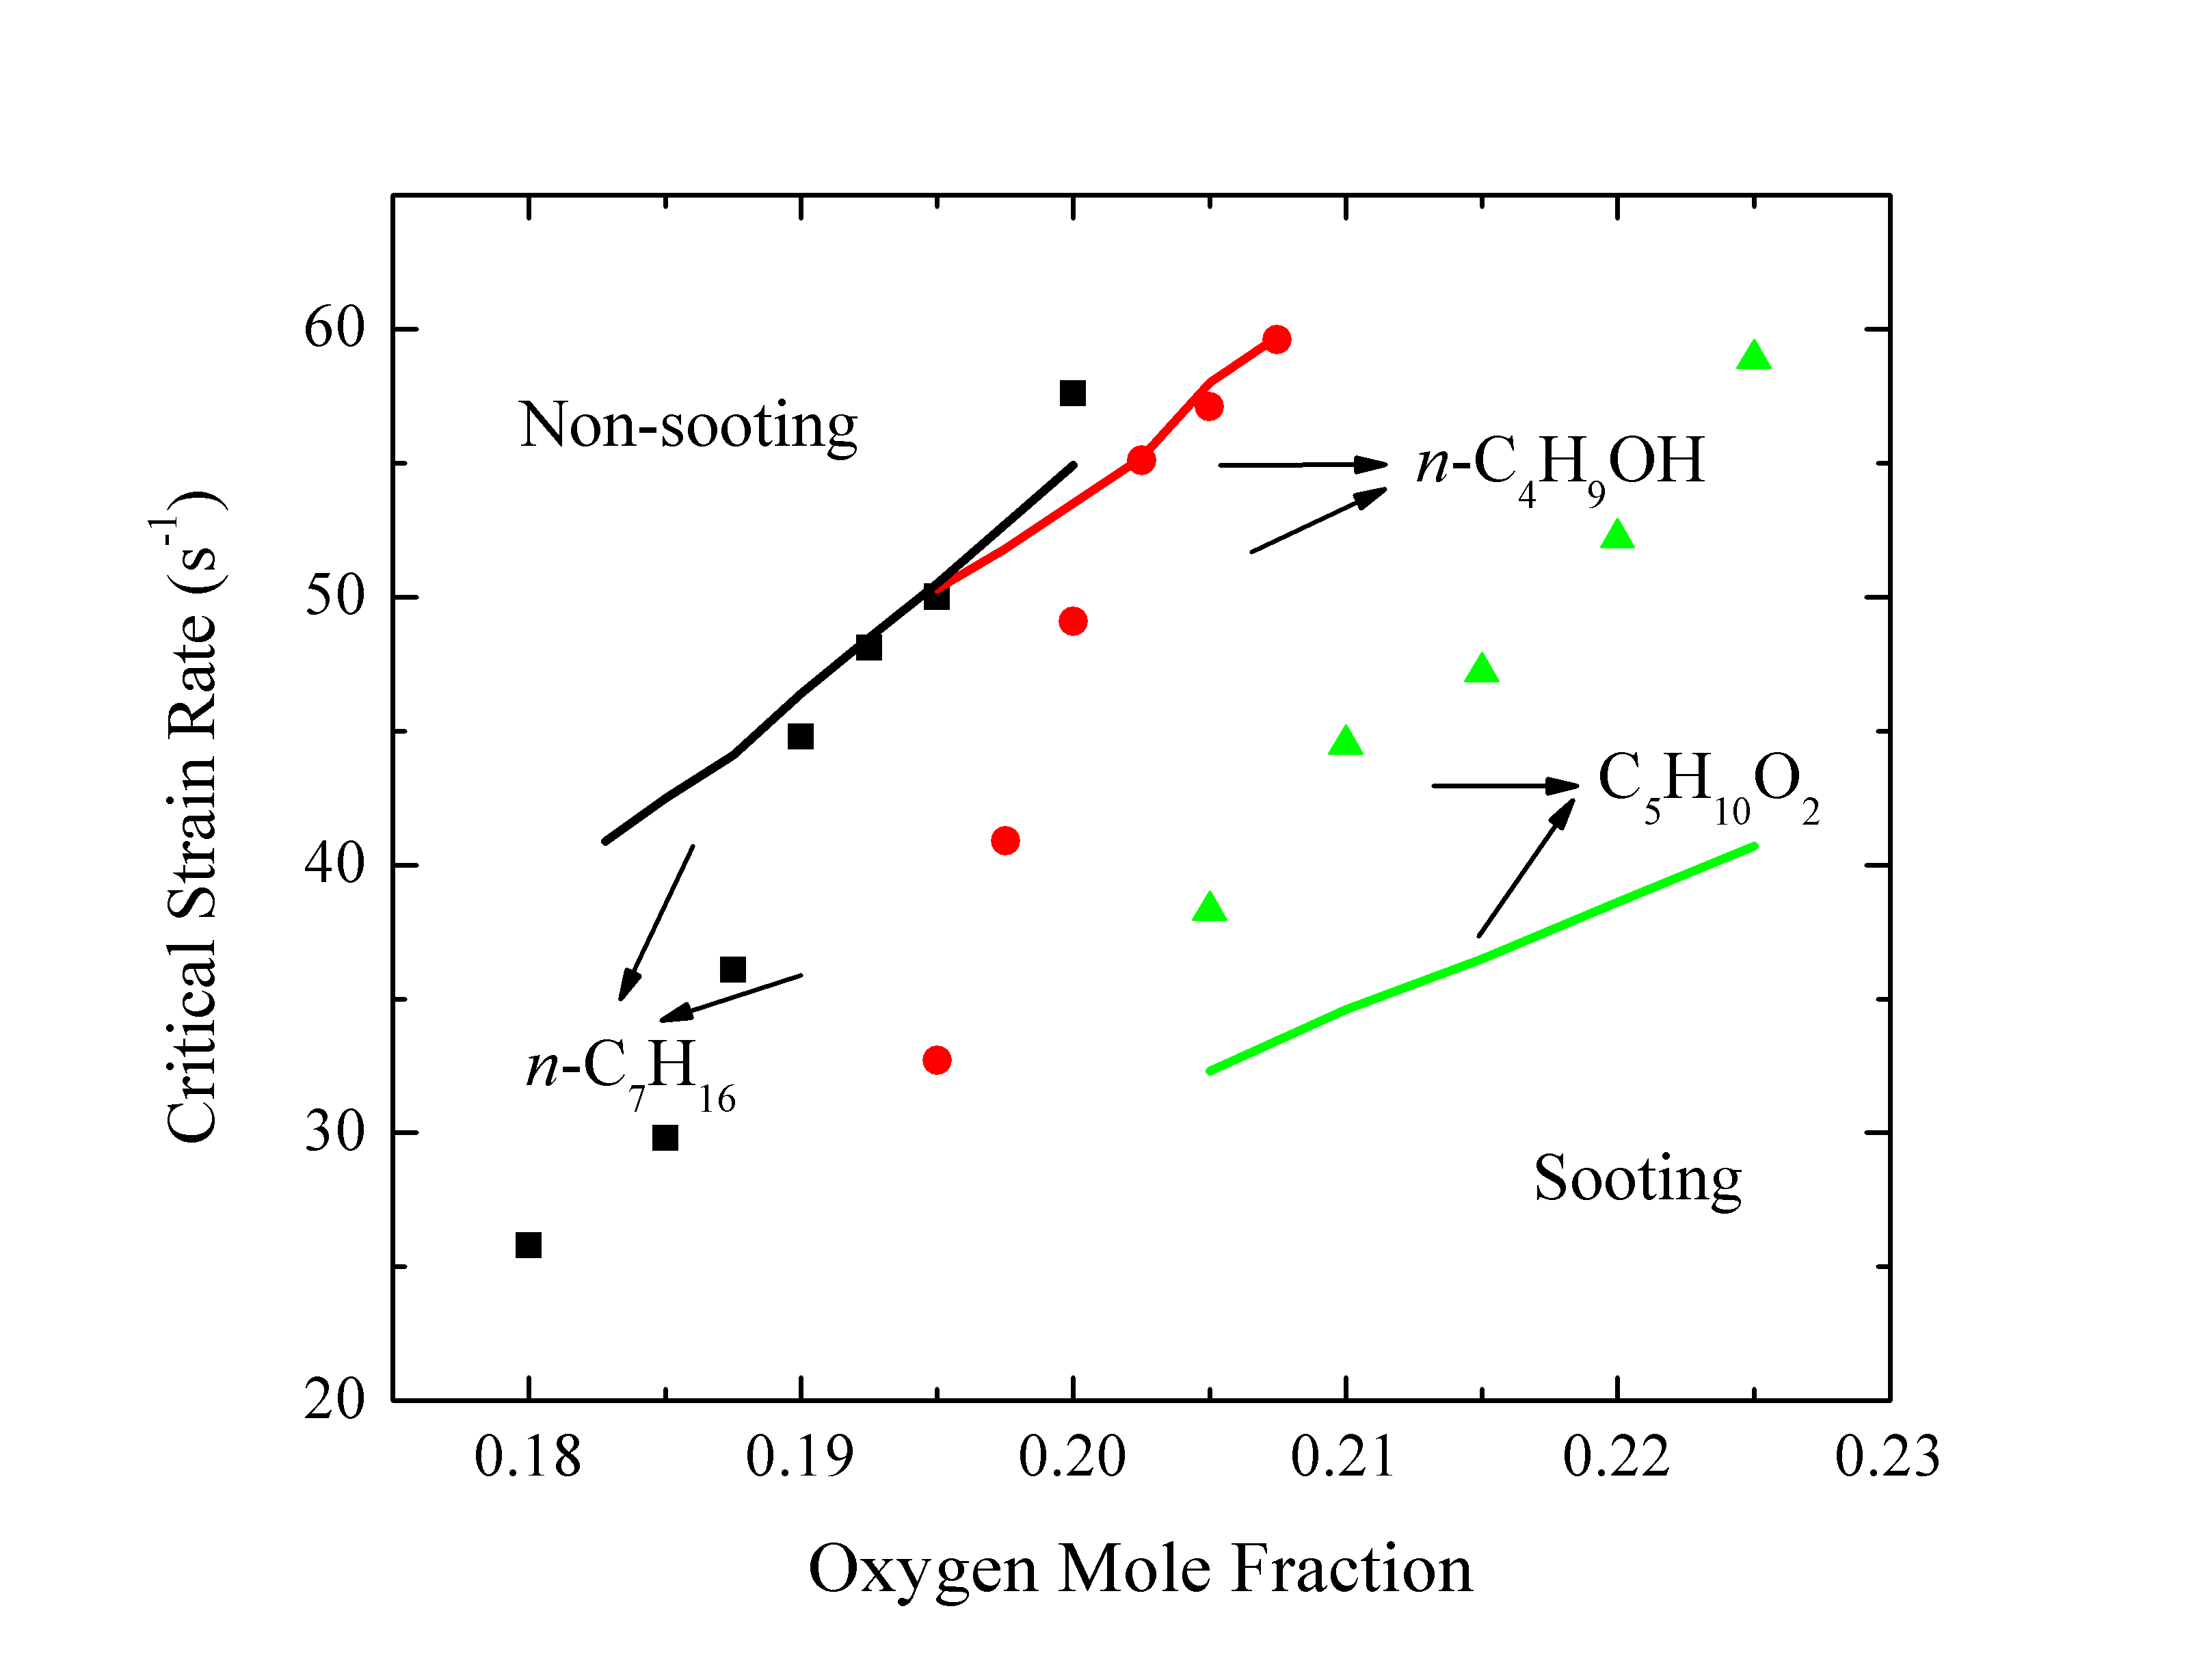 60
50
40
30
20
0.18
0.19
0.20
0.21
0.22
0.23
Critical Strain Rate (s⁻¹)
Oxygen Mole Fraction
Non-sooting
n-C₄H₉OH
C₅H₁₀O₂
n-C₇H₁₆
Sooting